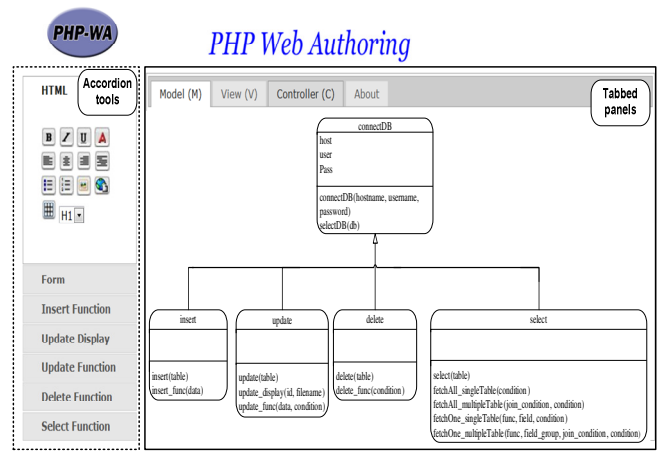 PHP-WA
PHP Web Authoring
HTML
Accordion
tools
B I U A
H1
Form
Insert Function
Update Display
Update Function
Delete Function
Select Function
Model (M) View (V) Controller (C) About
Tabbed
panels
connectDB
host
user
Pass
connectDB(hostname, username,
password)
selectDB(db)
insert
insert(table)
insert_func(data)
update
update(table)
update_display(id, filename)
update_func(data, condition)
delete
delete(table)
delete_func(condition)
select
select(table)
fetchAll_singleTable(condition)
fetchAll_multipleTable(join_condition, condition)
fetchOne_singleTable(func, field, condition)
fetchOne_nultipleTable(func, field_group, join_condition, condition)